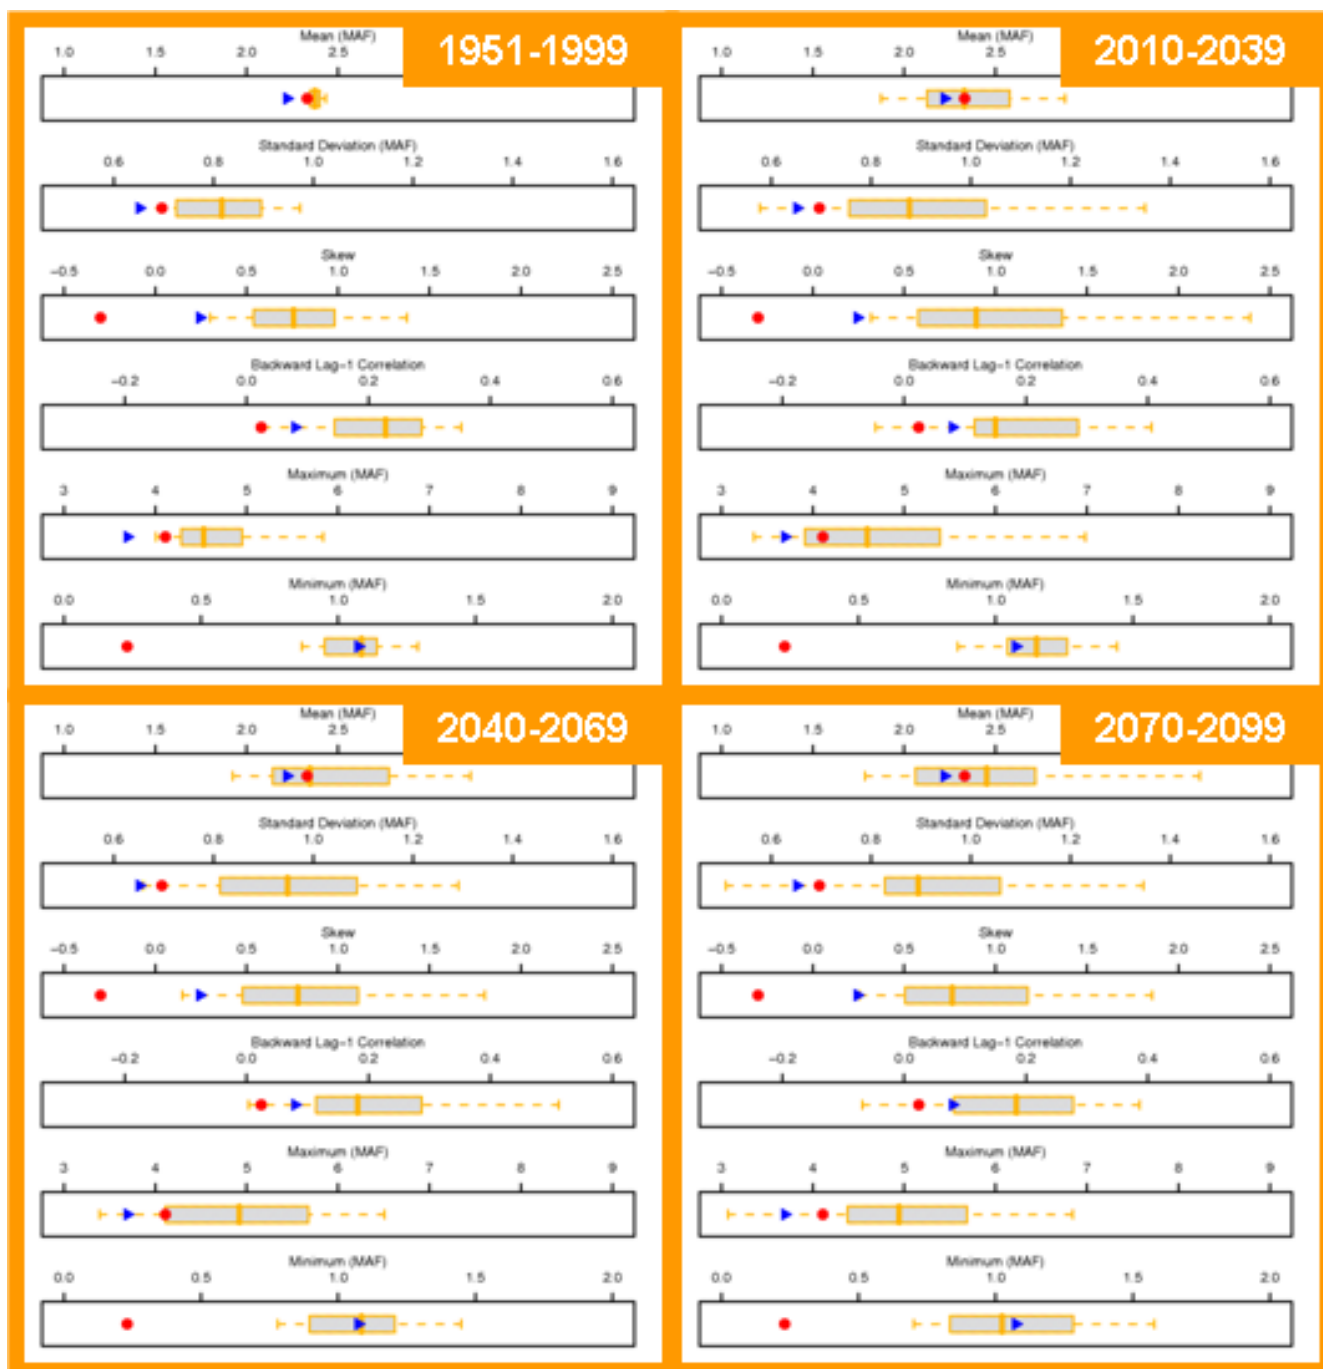 Mean (MAF)
1951-1999
1.0 1.5 2.0 2.5
Standard Deviation (MAF)
0.6 0.8 1.0 1.2 1.4 1.6
Skew
−0.5 0.0 0.5 1.0 1.5 2.0 2.5
Backward Lag−1 Correlation
−0.2 0.0 0.2 0.4 0.6
Maximum (MAF)
3 4 5 6 7 8 9
Minimum (MAF)
0.0 0.5 1.0 1.5 2.0
Mean (MAF)
2010-2039
1.0 1.5 2.0 2.5
Standard Deviation (MAF)
0.6 0.8 1.0 1.2 1.4 1.6
Skew
−0.5 0.0 0.5 1.0 1.5 2.0 2.5
Backward Lag−1 Correlation
−0.2 0.0 0.2 0.4 0.6
Maximum (MAF)
3 4 5 6 7 8 9
Minimum (MAF)
0.0 0.5 1.0 1.5 2.0
Mean (MAF)
2040-2069
1.0 1.5 2.0 2.5
Standard Deviation (MAF)
0.6 0.8 1.0 1.2 1.4 1.6
Skew
−0.5 0.0 0.5 1.0 1.5 2.0 2.5
Backward Lag−1 Correlation
−0.2 0.0 0.2 0.4 0.6
Maximum (MAF)
3 4 5 6 7 8 9
Minimum (MAF)
0.0 0.5 1.0 1.5 2.0
Mean (MAF)
2070-2099
1.0 1.5 2.0 2.5
Standard Deviation (MAF)
0.6 0.8 1.0 1.2 1.4 1.6
Skew
−0.5 0.0 0.5 1.0 1.5 2.0 2.5
Backward Lag−1 Correlation
−0.2 0.0 0.2 0.4 0.6
Maximum (MAF)
3 4 5 6 7 8 9
Minimum (MAF)
0.0 0.5 1.0 1.5 2.0